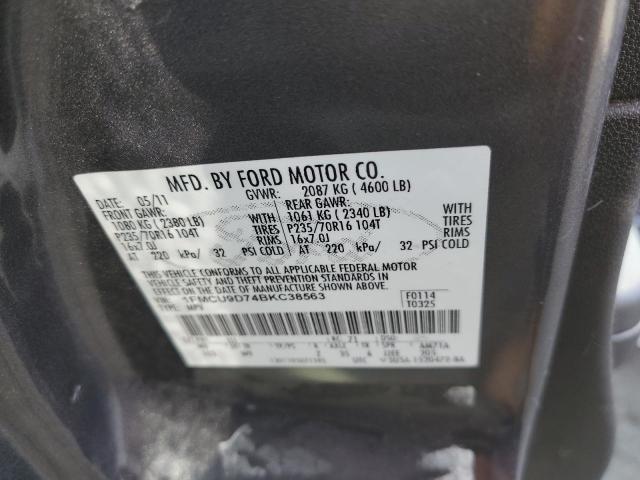 MFD. BY FORD MOTOR CO.
DATE: 05/11 GVWR: 2087 KG (4600 LB)
FRONT GAWR: REAR GAWR: WITH
1080 KG (2380 LB) WITH 1061 KG (2340 LB) TIRES
P235/70R16 104T TIRES P235/70R16 104T RIMS
16x7.0J RIMS 16x7.0J
AT 220 kPa/ 32 PSI COLD AT 220 kPa/ 32 PSI COLD
THIS VEHICLE CONFORMS TO ALL APPLICABLE FEDERAL MOTOR
VEHICLE SAFETY AND THEFT PREVENTION STANDARDS IN
EFFECT ON THE DATE OF MANUFACTURE SHOWN ABOVE.
VIN: 1FMCU9D74BKC38563 F0114
TYPE: MPV T0325